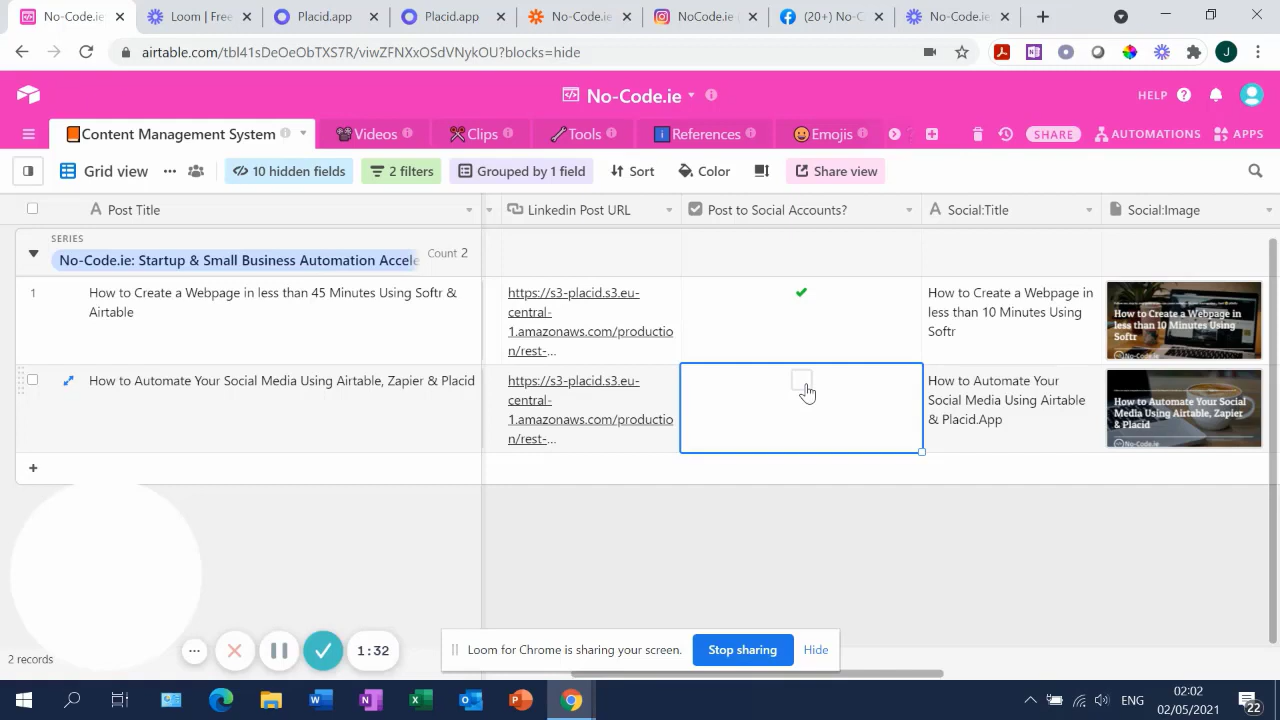 No-Code.ie
Loom | Free
Placid.app
Placid.app
No-Code.ie
NoCode.ie (
(20+) No-C
No-Code.ie
airtable.com/tbl41sDeOeObTXS7R/viwZFNXxOSdVNykOU?blocks=hide
J
No-Code.ie
HELP
Content Management System
Videos
Clips
Tools
References
Emojis
SHARE
AUTOMATIONS
APPS
Grid view
10 hidden fields
2 filters
Grouped by 1 field
Sort
Color
Share view
Post Title
Linkedin Post URL
Post to Social Accounts?
Social:Title
Social:Image
SERIES
No-Code.ie: Startup & Small Business Automation Accele
Count 2
1
How to Create a Webpage in less than 45 Minutes Using Softr &
Airtable
https://s3-placid.s3.eu-
central-
1.amazonaws.com/productio
n/rest-...
How to Create a Webpage in
less than 10 Minutes Using
Softr
How to Create a Webpage in
less than 10 Minutes Using
Softr
No-Code.ie
How to Automate Your Social Media Using Airtable, Zapier & Placid
https://s3-placid.s3.eu-
central-
1.amazonaws.com/productio
n/rest-...
How to Automate Your
Social Media Using Airtable
& Placid.App
How to Automate Your Social
Media Using Airtable, Zapier
& Placid
No-Code.ie
+
1:32
Loom for Chrome is sharing your screen.
Stop sharing
Hide
2 records
ENG
02:02
02/05/2021
22